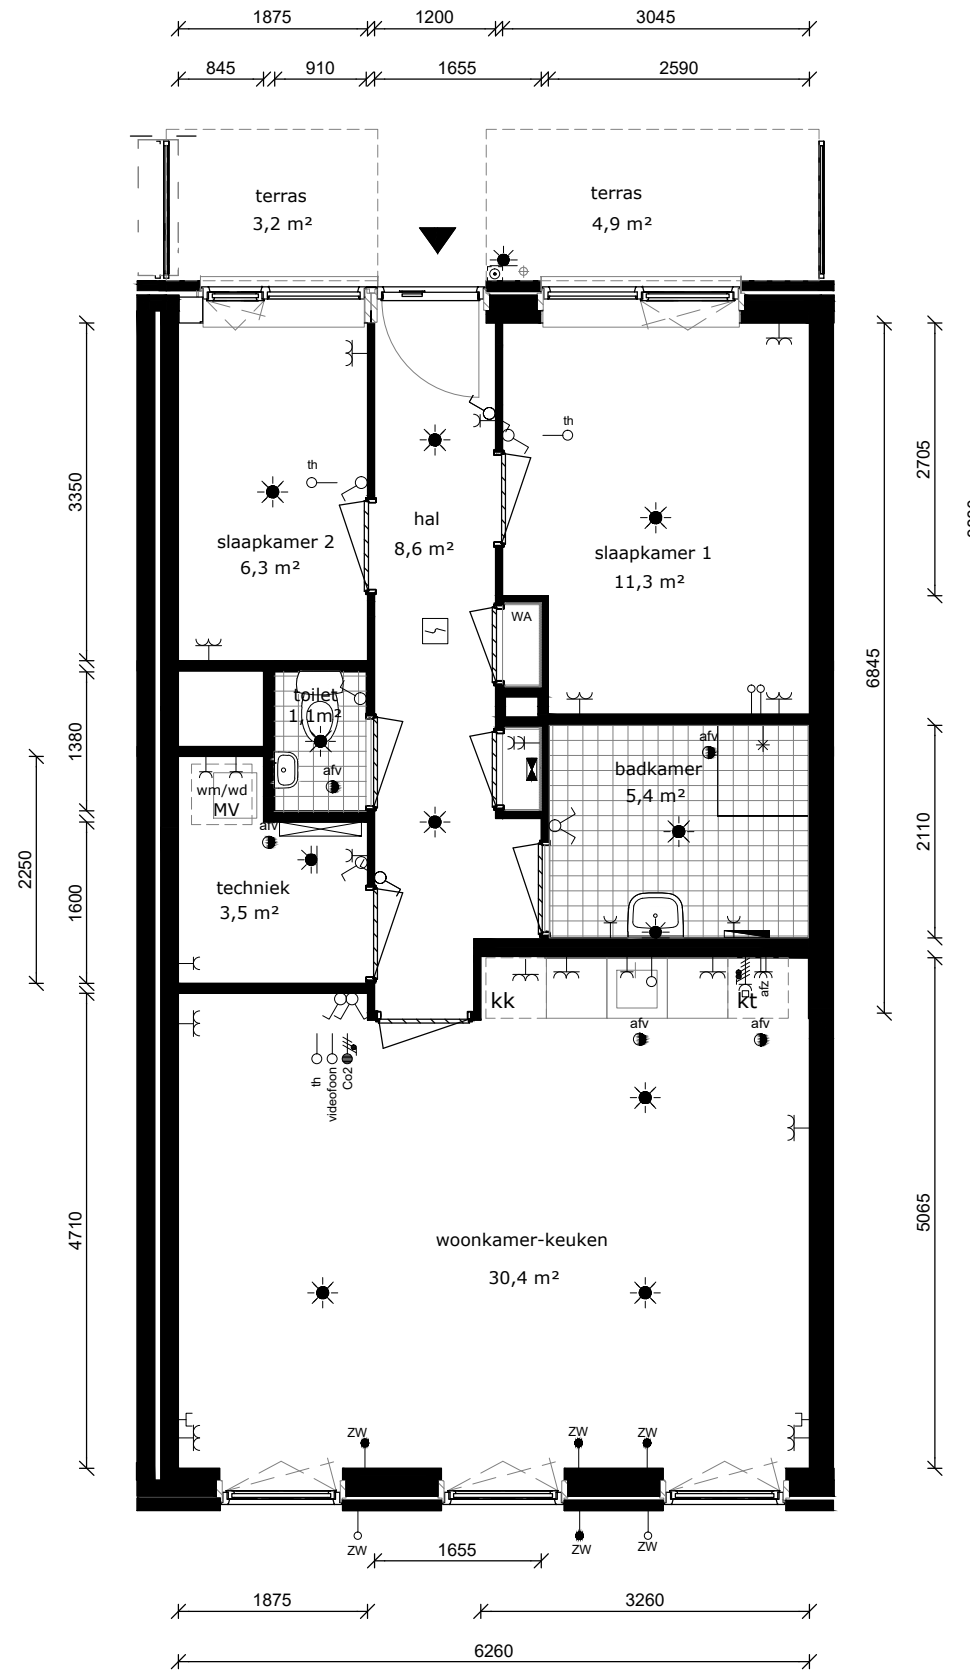 1875
1200
3045
845
910
1655
2590
terras
3,2 m²
terras
4,9 m²
th
th
3350
2705
hal
8,6 m²
slaapkamer 2
6,3 m²
slaapkamer 1
11,3 m²
WA
6845
toilet
1,1m²
1380
afv
afv
badkamer
5,4 m²
wm/wd
MV
afv
2250
2110
1600
techniek
3,5 m²
kk
kt
afz
afv
afv
th
videofoon
Co2
4710
5065
woonkamer-keuken
30,4 m²
ZW
ZW
ZW
ZW
ZW
ZW
1655
1875
3260
6260